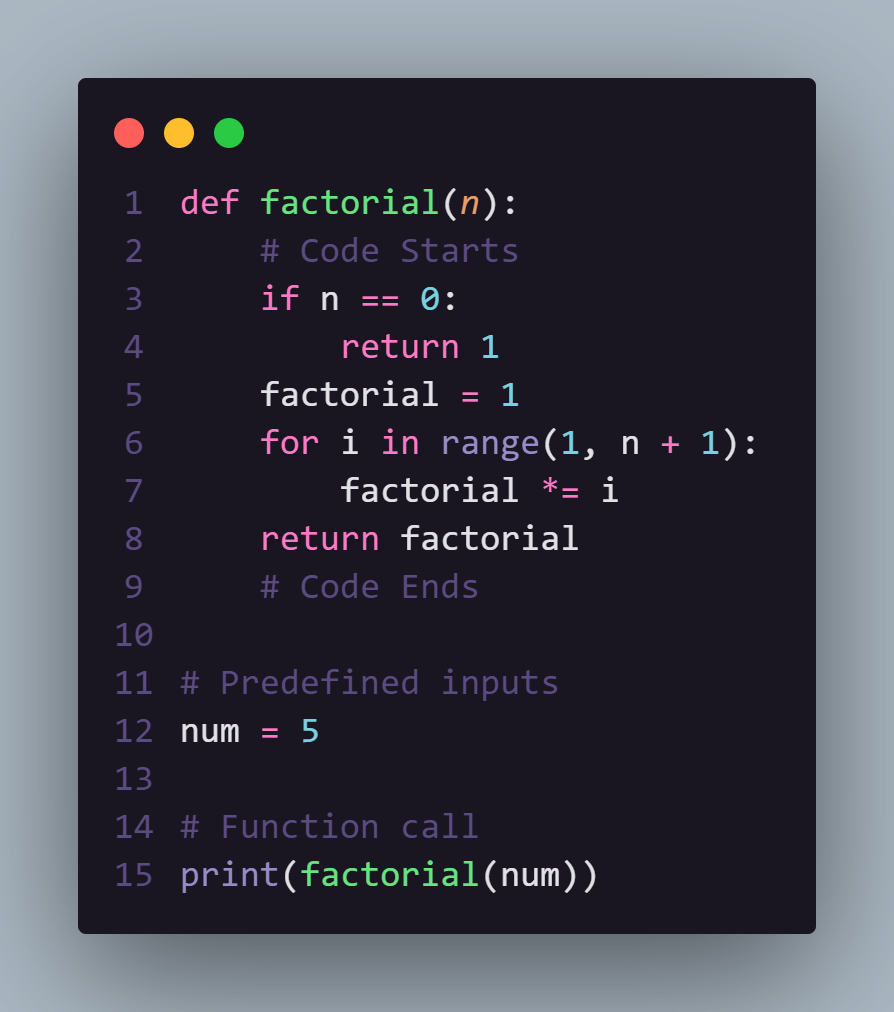 1 def factorial(n):
2     # Code Starts
3     if n == 0:
4         return 1
5     factorial = 1
6     for i in range(1, n + 1):
7         factorial *= i
8     return factorial
9     # Code Ends
10
11 # Predefined inputs
12 num = 5
13
14 # Function call
15 print(factorial(num))